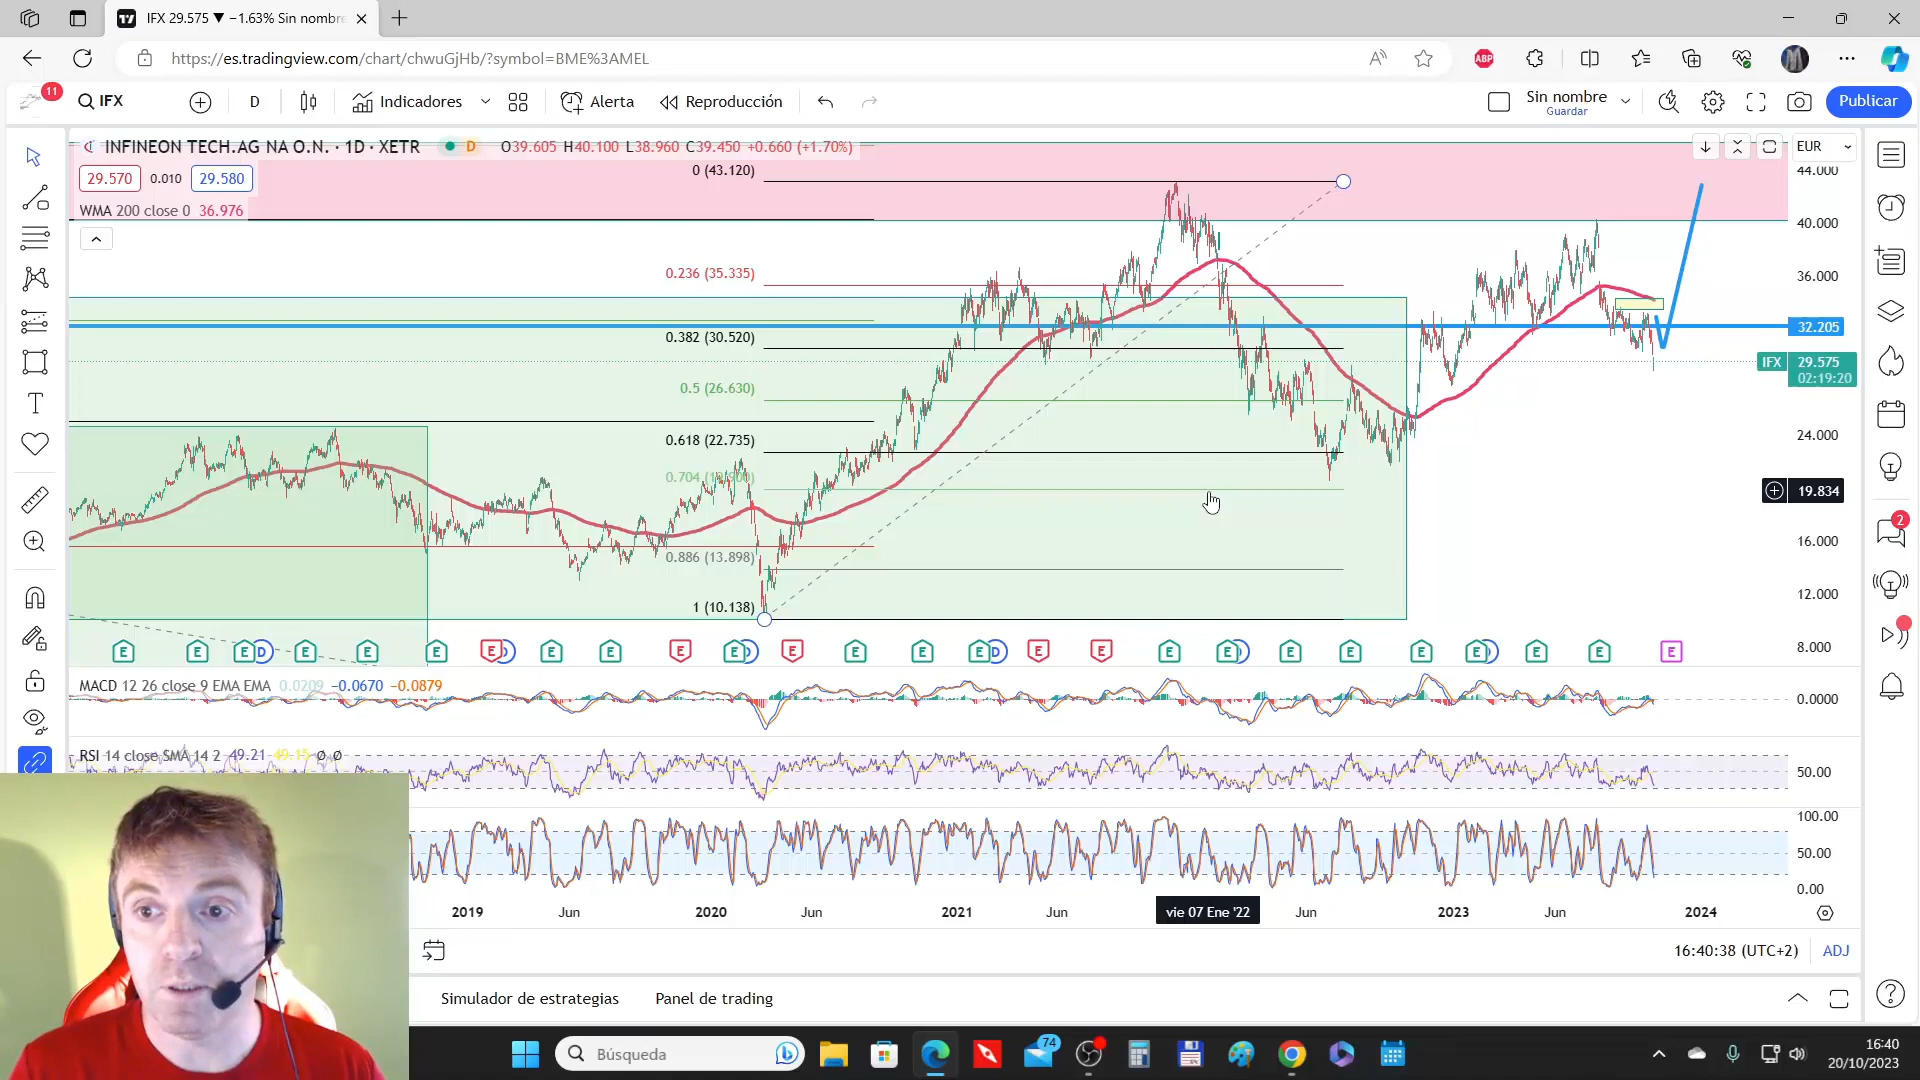 IFX 29.575 ▼ −1.63% Sin nombre
https://es.tradingview.com/chart/chwuGjHb/?symbol=BME%3AMEL
ABP
11
IFX
D
Indicadores
Alerta
Reproducción
Sin nombre
Guardar
Publicar
INFINEON TECH.AG NA O.N. · 1D · XETR
D
O39.605 H40.100 L38.960 C39.450 +0.660 (+1.70%)
EUR
29.570
0.010
29.580
WMA 200 close 0 36.976
0 (43.120)
0.236 (35.335)
0.382 (30.520)
0.5 (26.630)
0.618 (22.735)
0.886 (13.898)
1 (10.138)
44.000
40.000
36.000
32.205
IFX 29.575
02:19:20
24.000
19.834
16.000
12.000
8.000
E E E D E E E E D E E E E D E E E E D E E E E D E E E E D E E E
MACD 12 26 close 9 EMA EMA 0.0209 −0.0670 −0.0879
0.0000
RSI 14 close SMA 14 2 49.21 49.15 Ø Ø
50.00
100.00
50.00
0.00
2019
Jun
2020
Jun
2021
Jun
vie 07 Ene '22
Jun
2023
Jun
2024
16:40:38 (UTC+2)
ADJ
Simulador de estrategias
Panel de trading
2
Búsqueda
74
16:40
20/10/2023